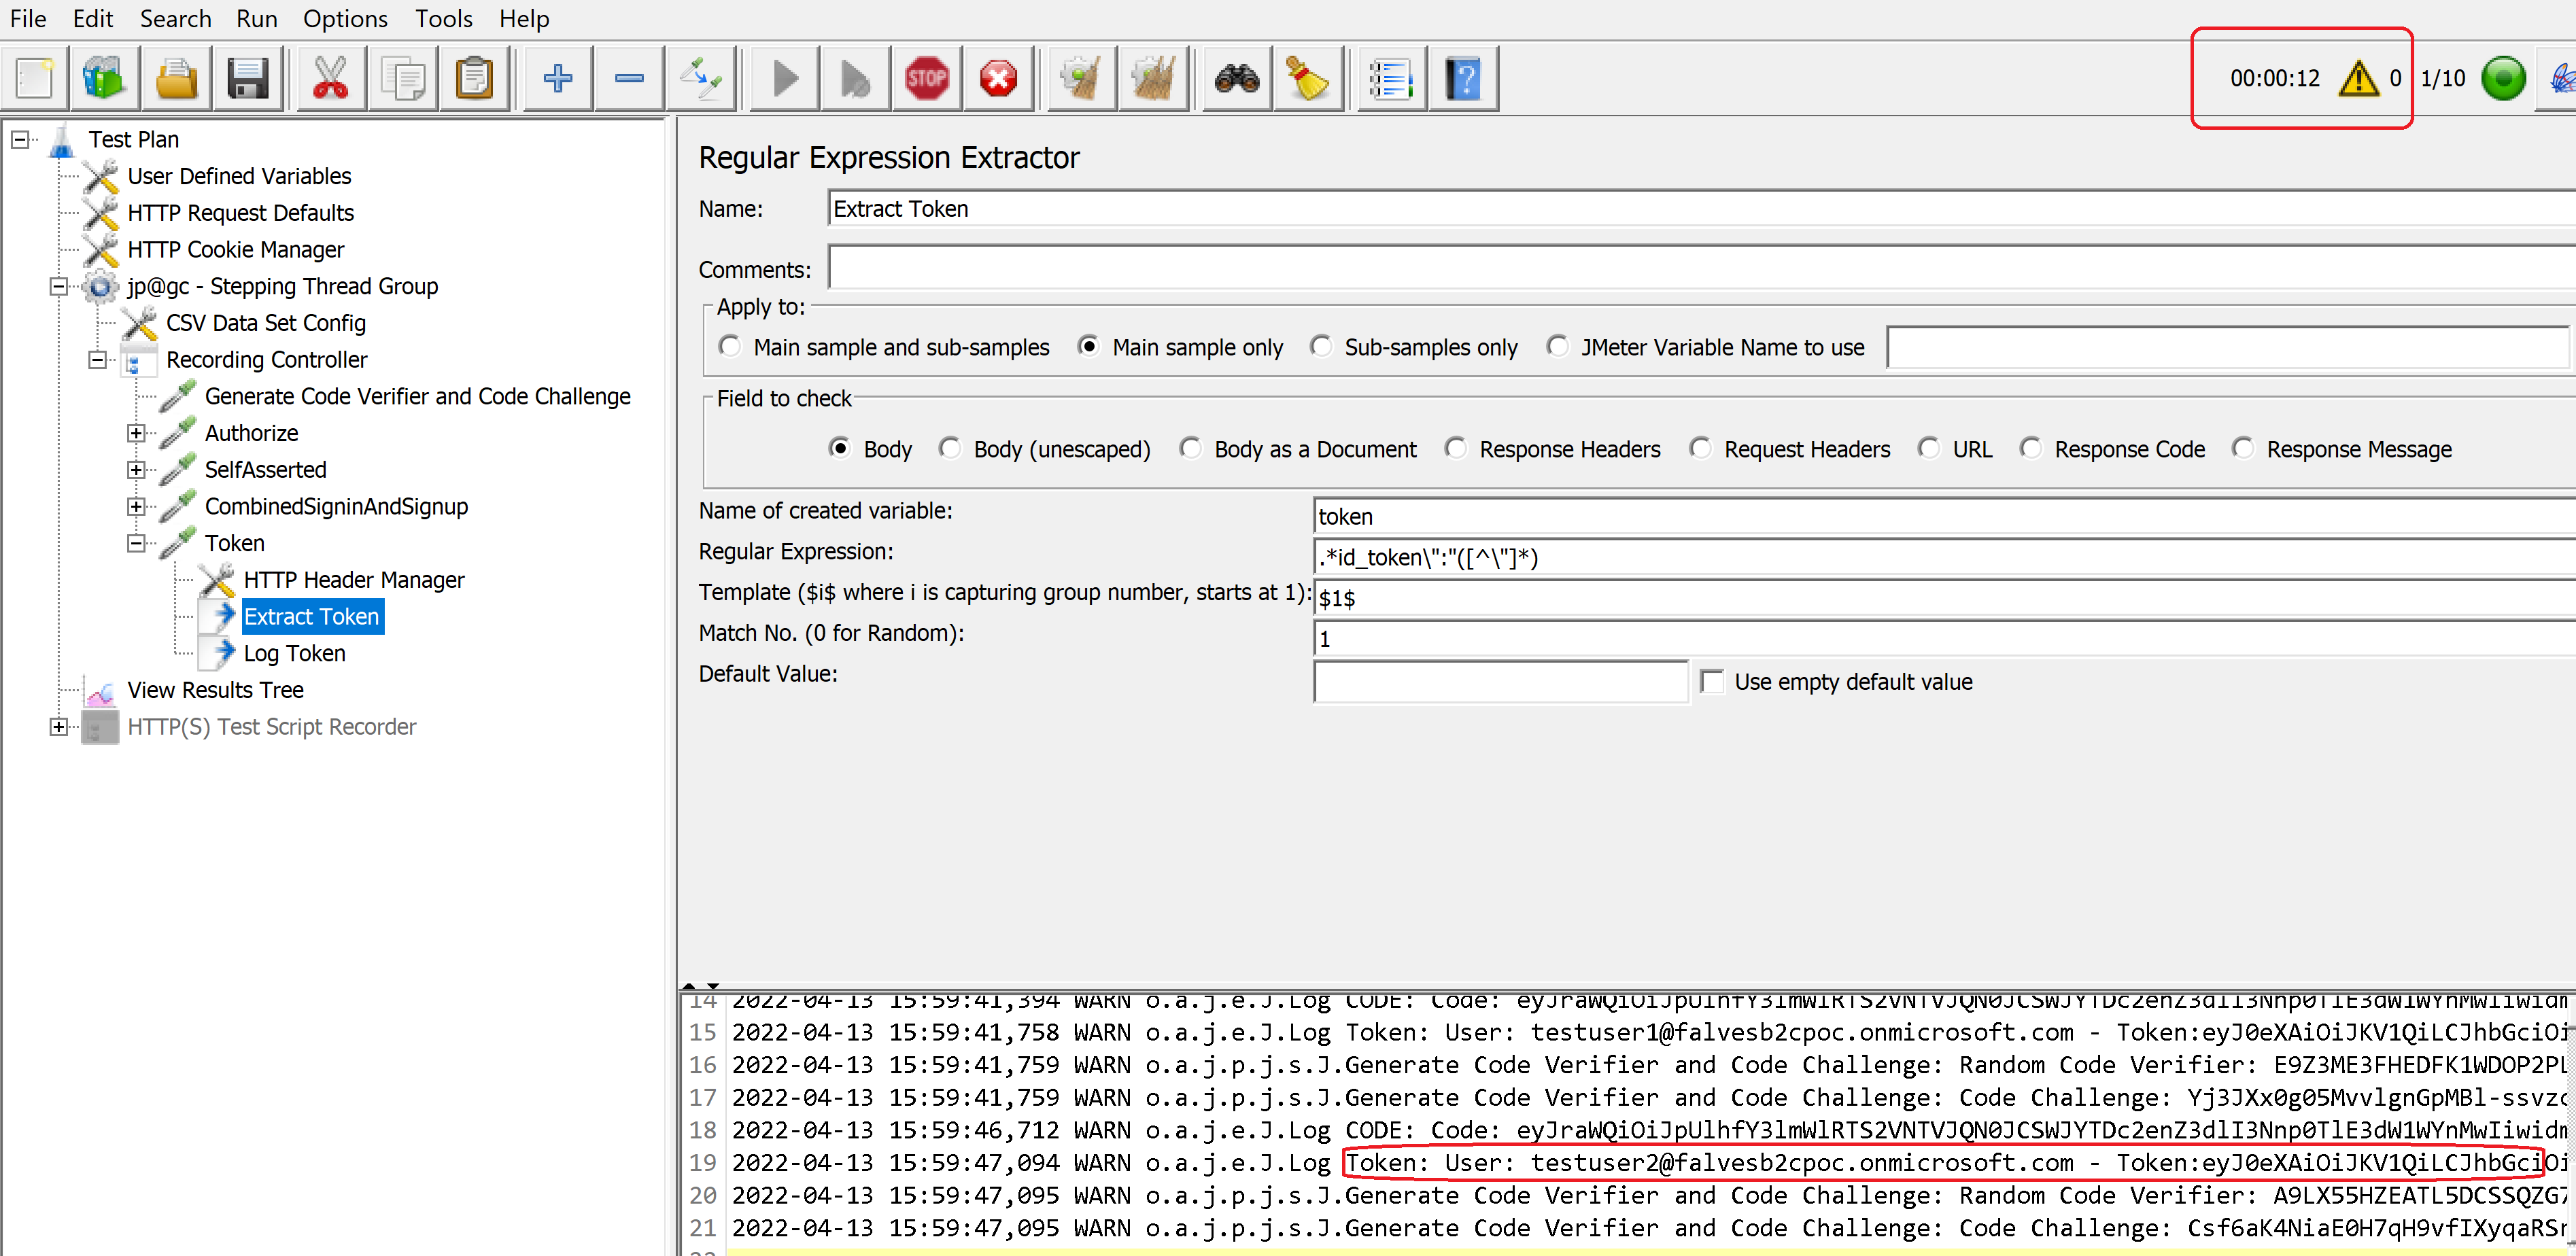 File Edit Search Run Options Tools Help
STOP
?
00:00:12 0 1/10
Test Plan
User Defined Variables
HTTP Request Defaults
HTTP Cookie Manager
jp@gc - Stepping Thread Group
CSV Data Set Config
Recording Controller
Generate Code Verifier and Code Challenge
Authorize
SelfAsserted
CombinedSigninAndSignup
Token
HTTP Header Manager
Extract Token
Log Token
View Results Tree
HTTP(S) Test Script Recorder
Regular Expression Extractor
Name: Extract Token
Comments:
Apply to:
Main sample and sub-samples Main sample only Sub-samples only JMeter Variable Name to use
Field to check
Body Body (unescaped) Body as a Document Response Headers Request Headers URL Response Code Response Message
Name of created variable: token
Regular Expression: .*id_token\":"([^\"]*)
Template ($i$ where i is capturing group number, starts at 1): $1$
Match No. (0 for Random): 1
Default Value: Use empty default value
14 2022-04-13 15:59:41,394 WARN o.a.j.e.J.Log CODE: Code:
15 2022-04-13 15:59:41,758 WARN o.a.j.e.J.Log Token: User: testuser1@falvesb2cpoc.onmicrosoft.com - Token:eyJ0eXAiOiJKV1QiLCJhbGciOi
16 2022-04-13 15:59:41,759 WARN o.a.j.p.j.s.J.Generate Code Verifier and Code Challenge: Random Code Verifier: E9Z3ME3FHEDFK1WDOP2PL
17 2022-04-13 15:59:41,759 WARN o.a.j.p.j.s.J.Generate Code Verifier and Code Challenge: Code Challenge: Yj3JXx0g05MvvlgnGpMBl-ssvzc
18 2022-04-13 15:59:46,712 WARN o.a.j.e.J.Log CODE: Code:
19 2022-04-13 15:59:47,094 WARN o.a.j.e.J.Log Token: User: testuser2@falvesb2cpoc.onmicrosoft.com - Token:eyJ0eXAiOiJKV1QiLCJhbGciOi
20 2022-04-13 15:59:47,095 WARN o.a.j.p.j.s.J.Generate Code Verifier and Code Challenge: Random Code Verifier: A9LX55HZEATL5DCSSQZG7
21 2022-04-13 15:59:47,095 WARN o.a.j.p.j.s.J.Generate Code Verifier and Code Challenge: Code Challenge: Csf6aK4NiaE0H7qH9vfIXyqaRSr